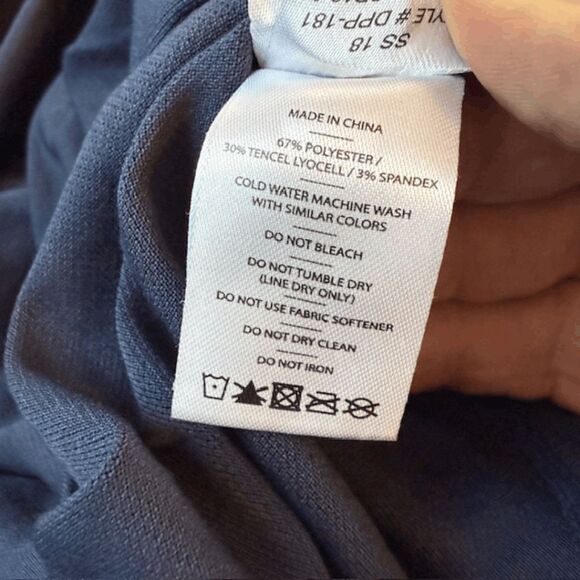 STYLE # DPP-181
SS 18
MADE IN CHINA
67% POLYESTER /
30% TENCEL LYOCELL / 3% SPANDEX
COLD WATER MACHINE WASH
WITH SIMILAR COLORS
DO NOT BLEACH
DO NOT TUMBLE DRY
(LINE DRY ONLY)
DO NOT USE FABRIC SOFTENER
DO NOT DRY CLEAN
DO NOT IRON